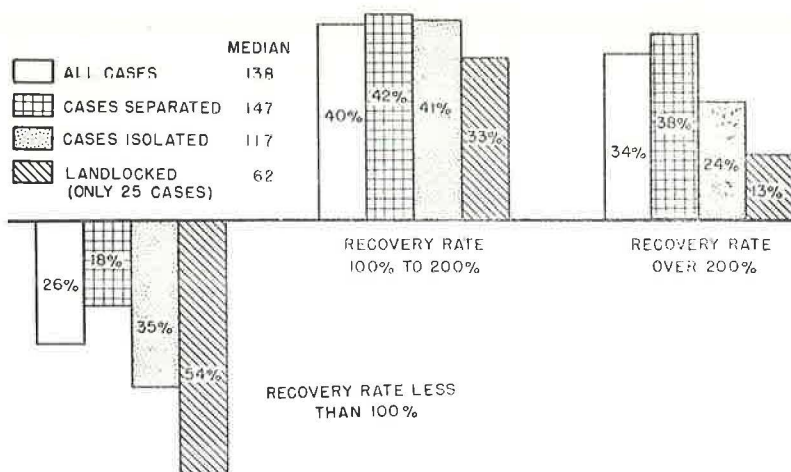 MEDIAN
ALL CASES 138
CASES SEPARATED 147
CASES ISOLATED 117
LANDLOCKED 62
(ONLY 25 CASES)
40%
42%
41%
33%
34%
38%
24%
13%
RECOVERY RATE
100% TO 200%
RECOVERY RATE
OVER 200%
26%
18%
35%
54%
RECOVERY RATE LESS
THAN 100%